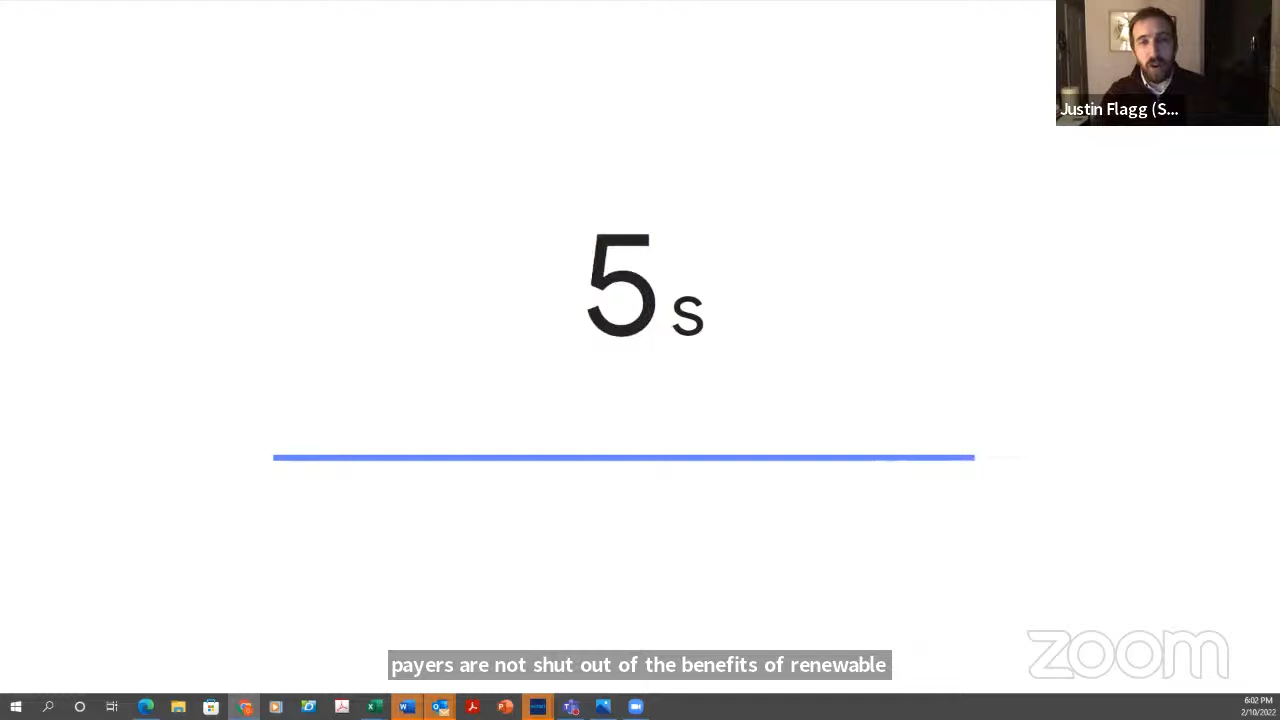 Justin Flagg (S...
5 s
payers are not shut out of the benefits of renewable
zoom
6:02 PM
2/10/2022